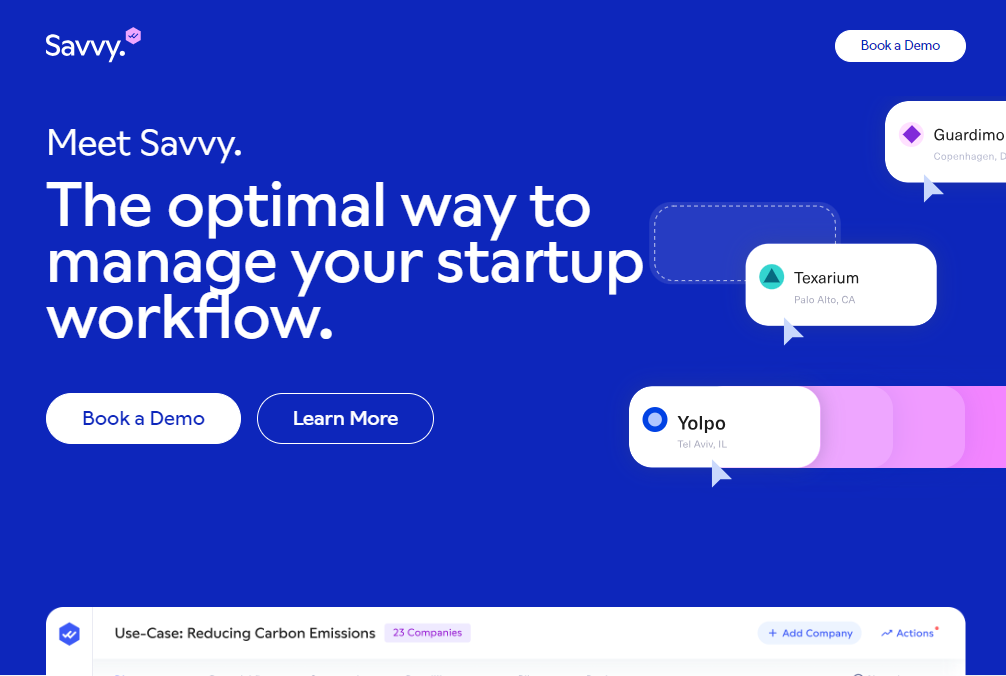 Savvy.
Book a Demo
Meet Savvy.
The optimal way to
manage your startup
workflow.
Book a Demo
Learn More
Guardimo
Copenhagen,
Texarium
Palo Alto, CA
Yolpo
Tel Aviv, IL
Use-Case: Reducing Carbon Emissions
23 Companies
+ Add Company
Actions